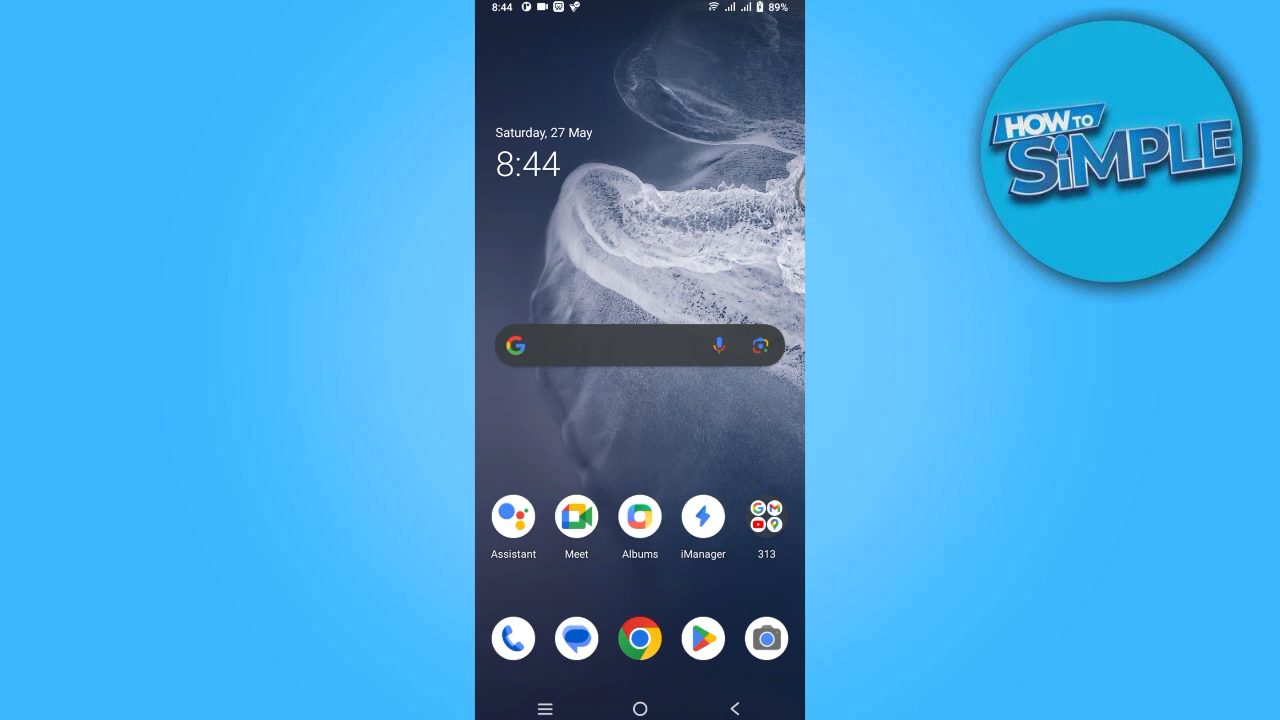 8:44
89%
HOW TO
SiMPLE
Saturday, 27 May
8:44
Assistant
Meet
Albums
iManager
313